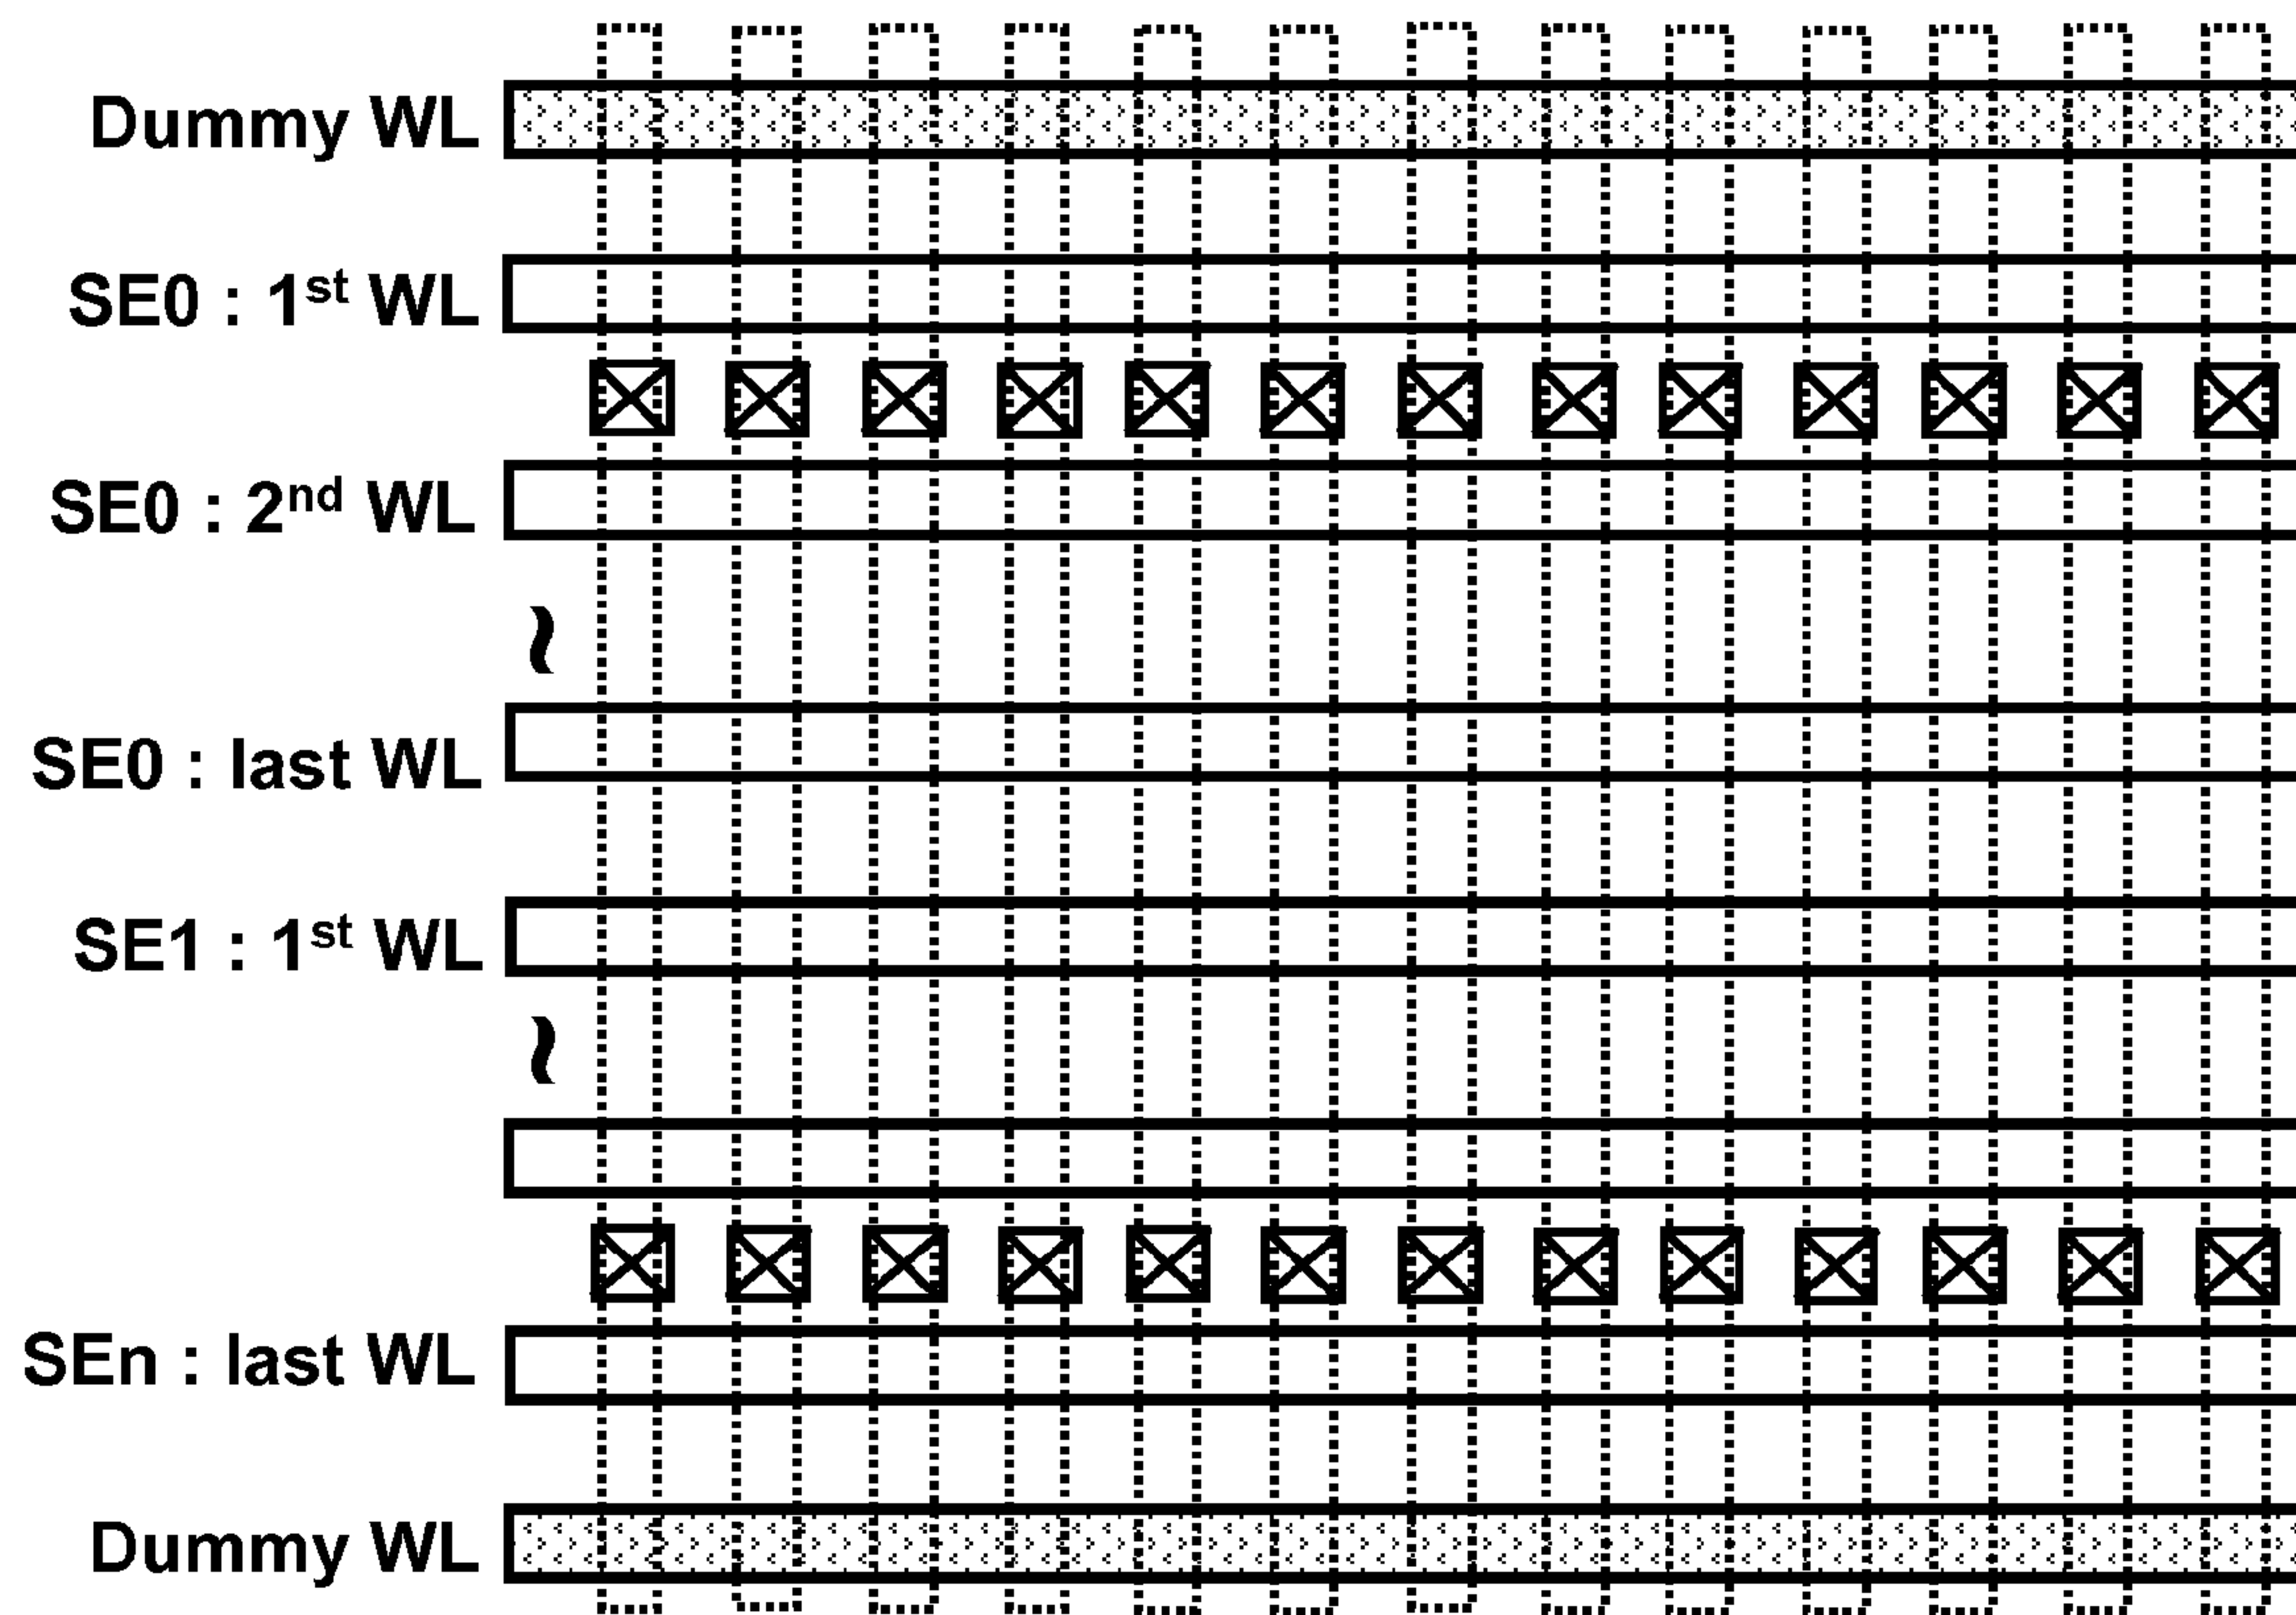 Dummy WL
SE0 : 1st WL
SE0 : 2nd WL
SE0 : last WL
SE1 : 1st WL
SEn : last WL
Dummy WL